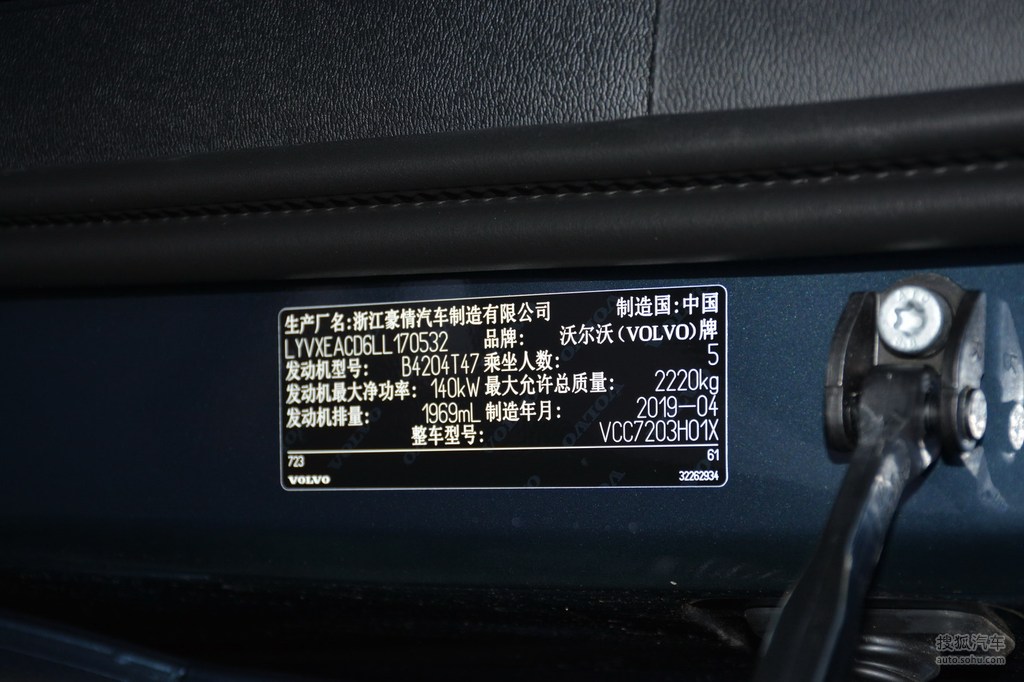 生产厂名:浙江豪情汽车制造有限公司 制造国:中国
LYVXEACD6LL170532 品牌: 沃尔沃(VOLVO)牌
发动机型号: B4204T47 乘坐人数: 5
发动机最大净功率: 140kW 最大允许总质量: 2220kg
发动机排量: 1969mL 制造年月: 2019-04
整车型号: VCC7203H01X
723 61
VOLVO 32262934
搜狐汽车
auto.sohu.com